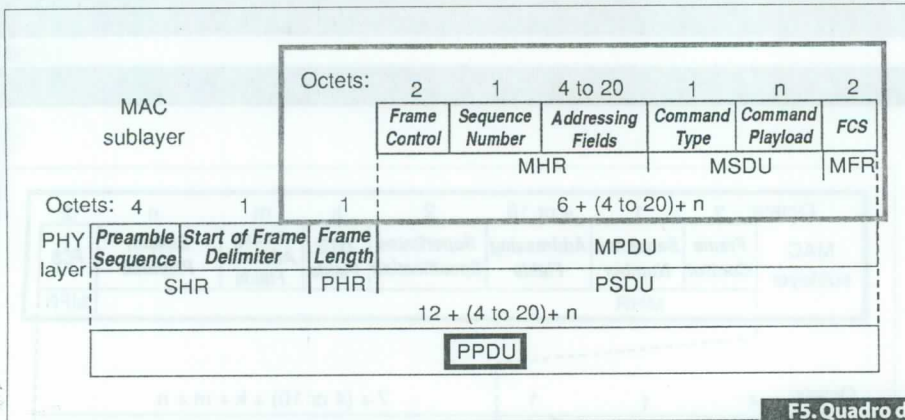 Octets: 2 1 4 to 20 1 n 2
MAC sublayer
Frame Control Sequence Number Addressing Fields Command Type Command Playload FCS
MHR MSDU MFR
Octets: 4 1 1 6 + (4 to 20)+ n
PHY layer Preamble Sequence Start of Frame Delimiter Frame Length MPDU
SHR PHR PSDU
12 + (4 to 20)+ n
PPDU
F5. Quadro d